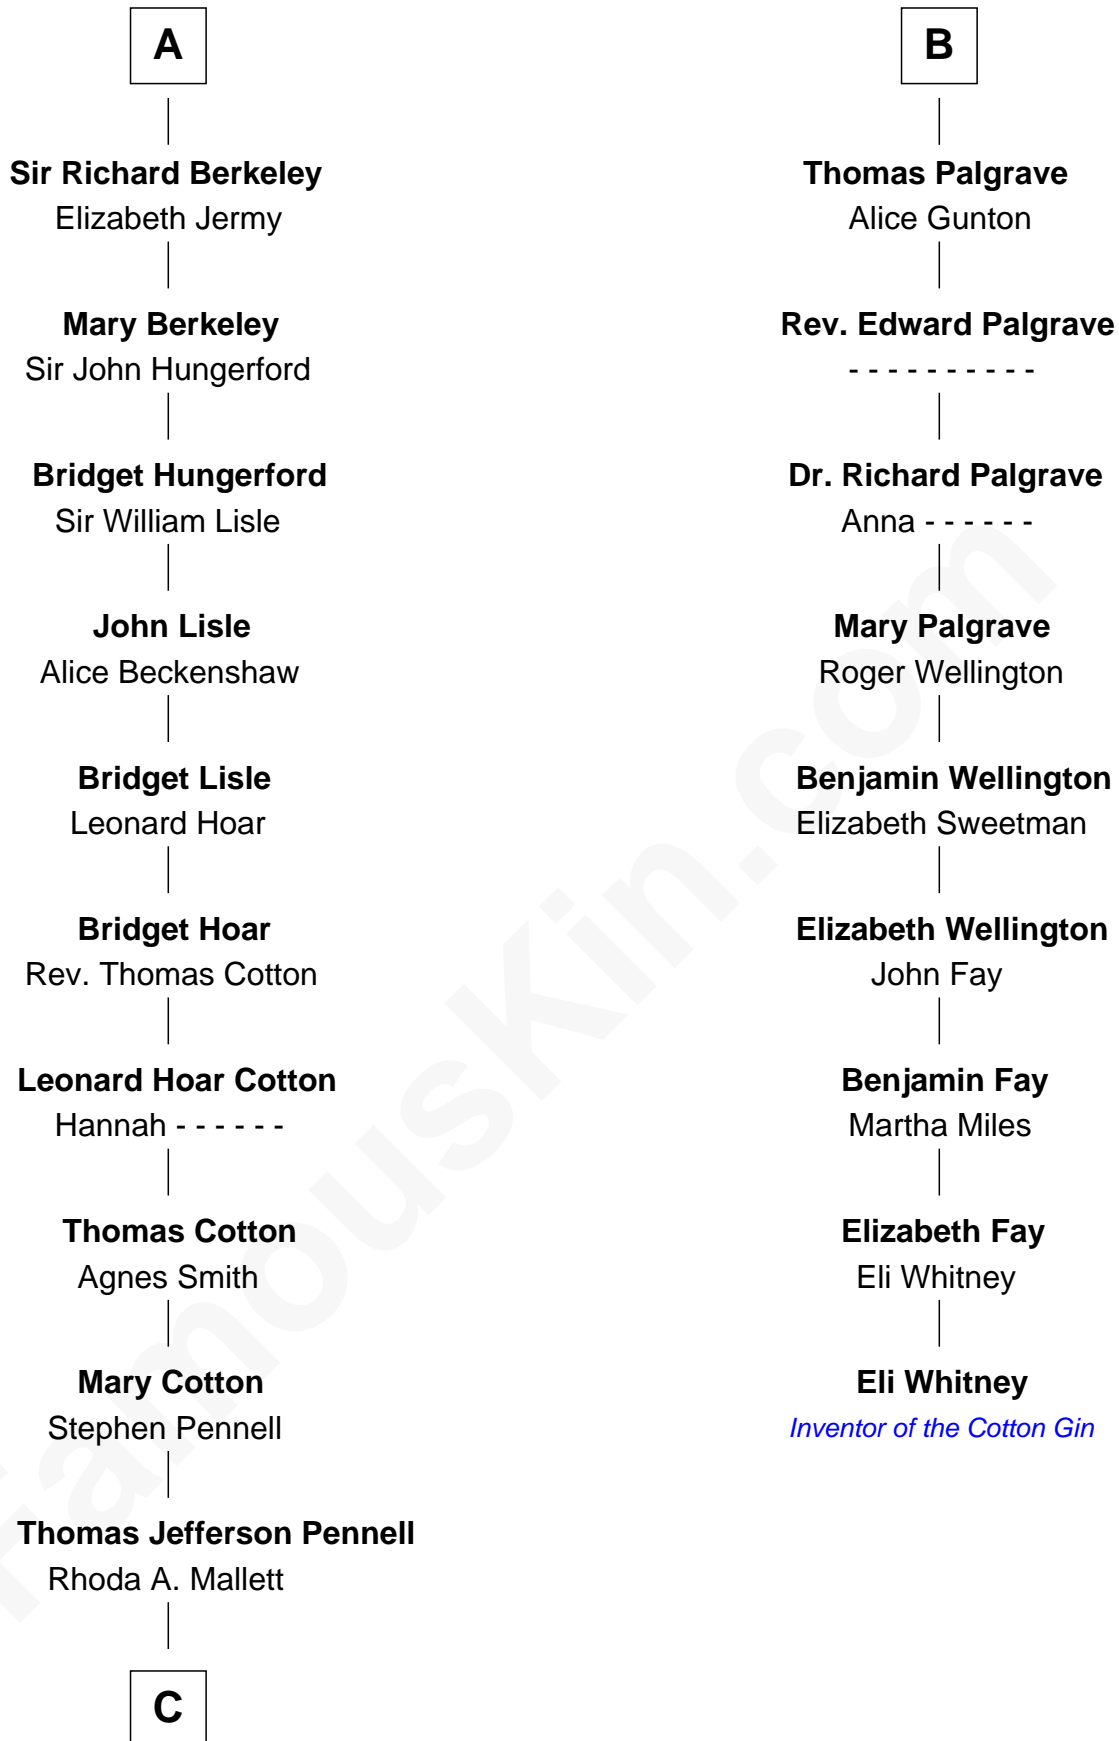 A
Sir Richard Berkeley
Elizabeth Jermy
Mary Berkeley
Sir John Hungerford
Bridget Hungerford
Sir William Lisle
John Lisle
Alice Beckenshaw
Bridget Lisle
Leonard Hoar
Bridget Hoar
Rev. Thomas Cotton
Leonard Hoar Cotton
Hannah - - - - - -
Thomas Cotton
Agnes Smith
Mary Cotton
Stephen Pennell
Thomas Jefferson Pennell
Rhoda A. Mallett
C
B
Thomas Palgrave
Alice Gunton
Rev. Edward Palgrave
- - - - - - - - - -
Dr. Richard Palgrave
Anna - - - - - -
Mary Palgrave
Roger Wellington
Benjamin Wellington
Elizabeth Sweetman
Elizabeth Wellington
John Fay
Benjamin Fay
Martha Miles
Elizabeth Fay
Eli Whitney
Eli Whitney
Inventor of the Cotton Gin
FamousKin.com